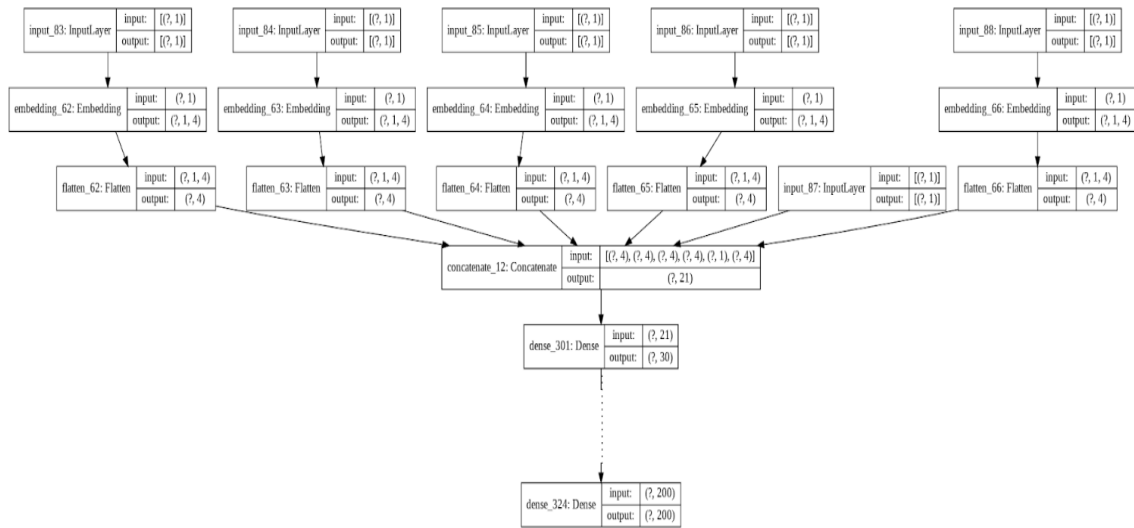 input_83: InputLayer input: [(?, 1)] output: [(?, 1)]
input_84: InputLayer input: [(?, 1)] output: [(?, 1)]
input_85: InputLayer input: [(?, 1)] output: [(?, 1)]
input_86: InputLayer input: [(?, 1)] output: [(?, 1)]
input_88: InputLayer input: [(?, 1)] output: [(?, 1)]
embedding_62: Embedding input: (?, 1) output: (?, 1, 4)
embedding_63: Embedding input: (?, 1) output: (?, 1, 4)
embedding_64: Embedding input: (?, 1) output: (?, 1, 4)
embedding_65: Embedding input: (?, 1) output: (?, 1, 4)
embedding_66: Embedding input: (?, 1) output: (?, 1, 4)
flatten_62: Flatten input: (?, 1, 4) output: (?, 4)
flatten_63: Flatten input: (?, 1, 4) output: (?, 4)
flatten_64: Flatten input: (?, 1, 4) output: (?, 4)
flatten_65: Flatten input: (?, 1, 4) output: (?, 4)
input_87: InputLayer input: [(?, 1)] output: [(?, 1)]
flatten_66: Flatten input: (?, 1, 4) output: (?, 4)
concatenate_12: Concatenate input: [(?, 4), (?, 4), (?, 4), (?, 4), (?, 1), (?, 4)] output: (?, 21)
dense_301: Dense input: (?, 21) output: (?, 30)
dense_324: Dense input: (?, 200) output: (?, 200)